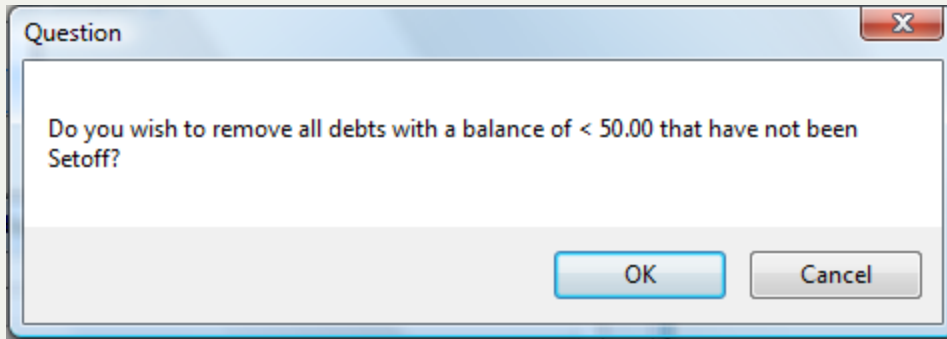 Question
Do you wish to remove all debts with a balance of < 50.00 that have not been
Setoff?
OK
Cancel